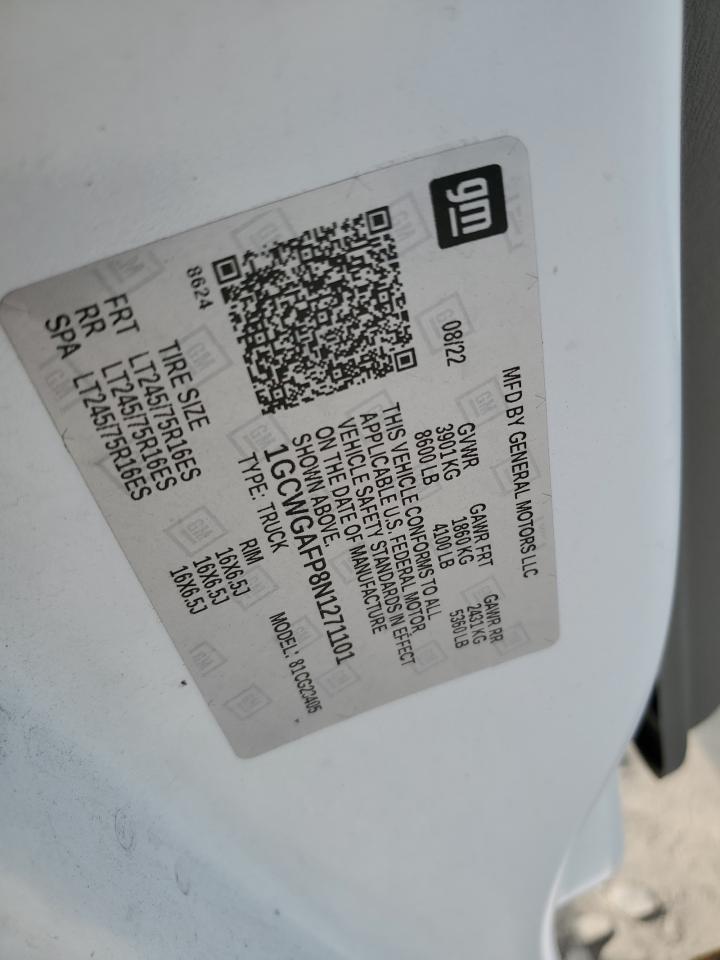 gm
MFD BY GENERAL MOTORS LLC
08/22
GVWR GAWR FRT GAWR RR
3901 KG 1860 KG 2431 KG
8600 LB 4100 LB 5360 LB
THIS VEHICLE CONFORMS TO ALL
APPLICABLE U.S. FEDERAL MOTOR
VEHICLE SAFETY STANDARDS IN EFFECT
ON THE DATE OF MANUFACTURE
SHOWN ABOVE.
1GCWGAFP8N1271101
TYPE: TRUCK MODEL: 81CG23405
8624
TIRE SIZE RIM
FRT LT245/75R16ES 16X6.5J
RR LT245/75R16ES 16X6.5J
SPA LT245/75R16ES 16X6.5J